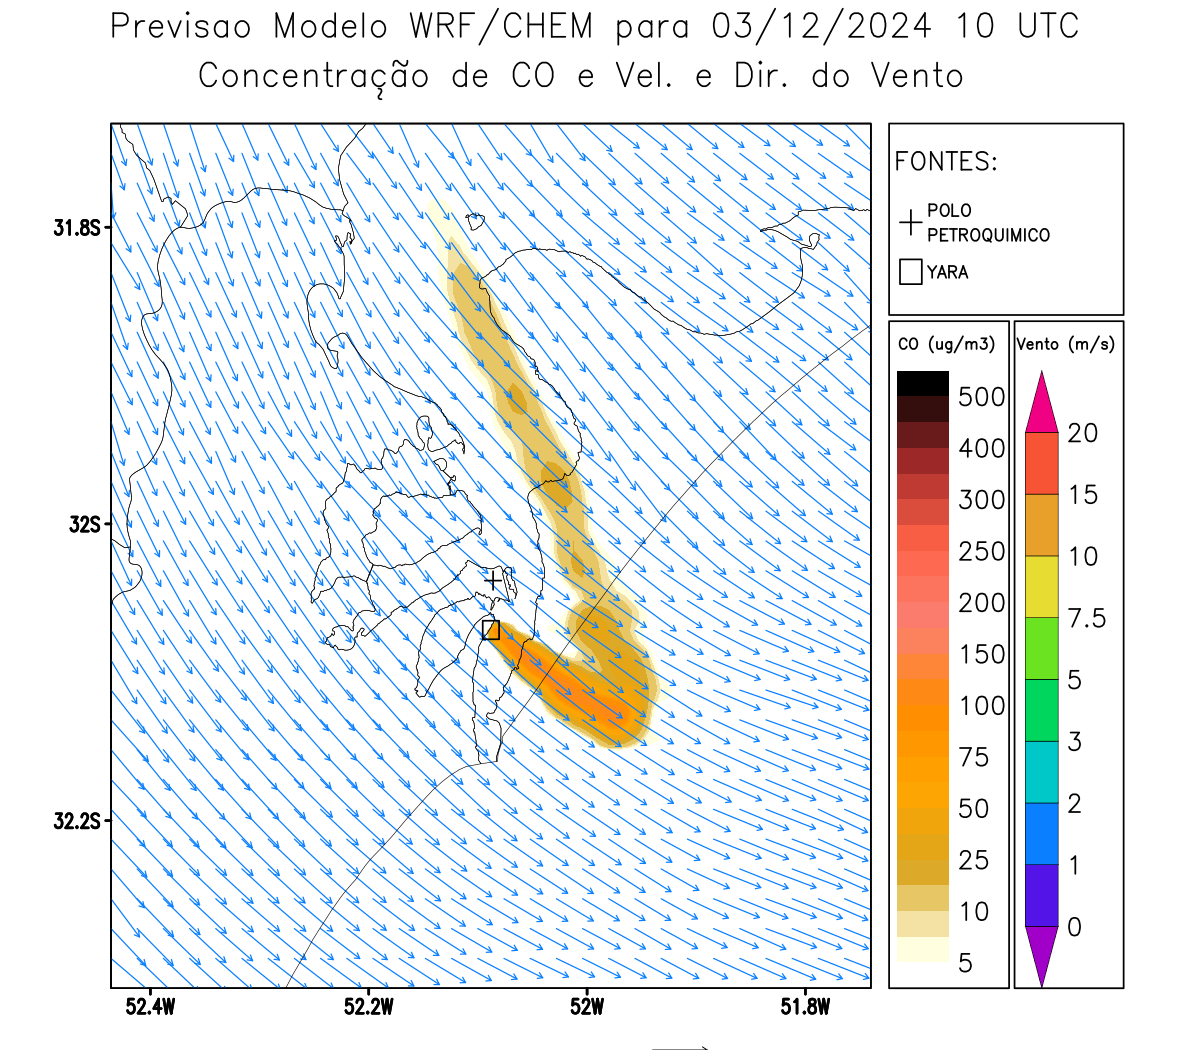 Previsao Modelo WRF/CHEM para 03/12/2024 10 UTC
Concentração de CO e Vel. e Dir. do Vento
FONTES:
POLO
PETROQUIMICO
YARA
CO (ug/m3)
500
400
300
250
200
150
100
75
50
25
10
5
Vento (m/s)
20
15
10
7.5
5
3
2
1
0
31.8S
32S
32.2S
52.4W
52.2W
52W
51.8W